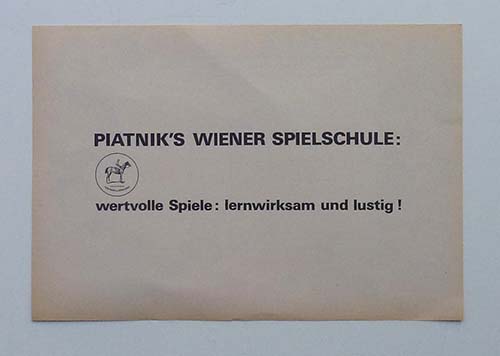 PIATNIK'S WIENER SPIELSCHULE:
wertvolle Spiele: lernwirksam und lustig!